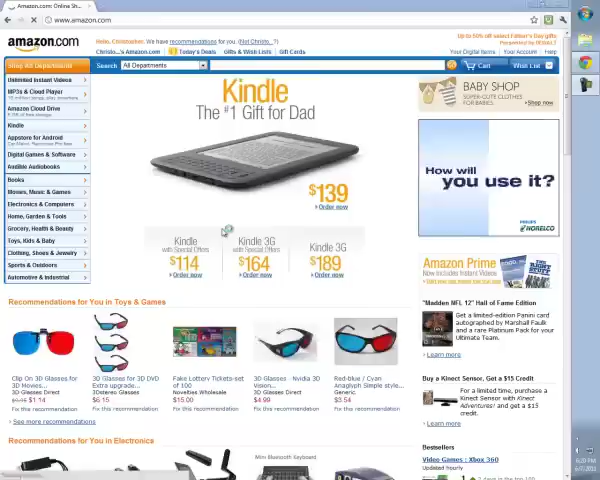 Amazon.com: Online Sh...
www.amazon.com
amazon.com
Hello, Christopher. We have recommendations for you. (Not Christo..?)
Christo..'s Amazon.com
Today's Deals
Gifts & Wish Lists
Gift Cards
Up to 50% off select Father's Day gifts
Your Digital Items
Your Account
Help
Shop All Departments
Search
All Departments
Cart
Wish List
Unlimited Instant Videos
MP3s & Cloud Player
Amazon Cloud Drive
Kindle
Appstore for Android
Digital Games & Software
Audible Audiobooks
Books
Movies, Music & Games
Electronics & Computers
Home, Garden & Tools
Grocery, Health & Beauty
Toys, Kids & Baby
Clothing, Shoes & Jewelry
Sports & Outdoors
Automotive & Industrial
Kindle
The #1 Gift for Dad
$139
Order now
Kindle
with Special Offers
$114
Order now
Kindle 3G
with Special Offers
$164
Order now
Kindle 3G
$189
Order now
BABY SHOP
SUPER-CUTE CLOTHES
FOR BABIES
Shop now
How will
you use it?
PHILIPS
NORELCO
Amazon Prime
Now Includes Instant Videos
"Madden NFL 12" Hall of Fame Edition
Get a limited-edition Panini card
autographed by Marshall Faulk
and a rare Platinum Pack for your
Ultimate Team.
Learn more
Buy a Kinect Sensor, Get $15 Credit
For a limited time, purchase a
Kinect Sensor with Kinect
Adventures! and get a $15
credit.
Learn more
Bestsellers
Video Games : Xbox 360
Updated hourly
Recommendations for You in Toys & Games
Clip On 3D Glasses for
3D Movies...
3D Glasses Direct
$1.14
Fix this recommendation
3D Glasses for 3D DVD
Extra upgrade...
3Dstereo Glasses
$6.15
Fix this recommendation
Fake Lottery Tickets-set
of 100
Novelties Wholesale
$15.00
Fix this recommendation
3D Glasses - Nvidia 3D
Vision...
3D Glasses Direct
$4.99
Fix this recommendation
Red-blue / Cyan
Anaglyph Simple style...
Generic
$3.54
Fix this recommendation
See more recommendations
Recommendations for You in Electronics
Mini Bluetooth Keyboard